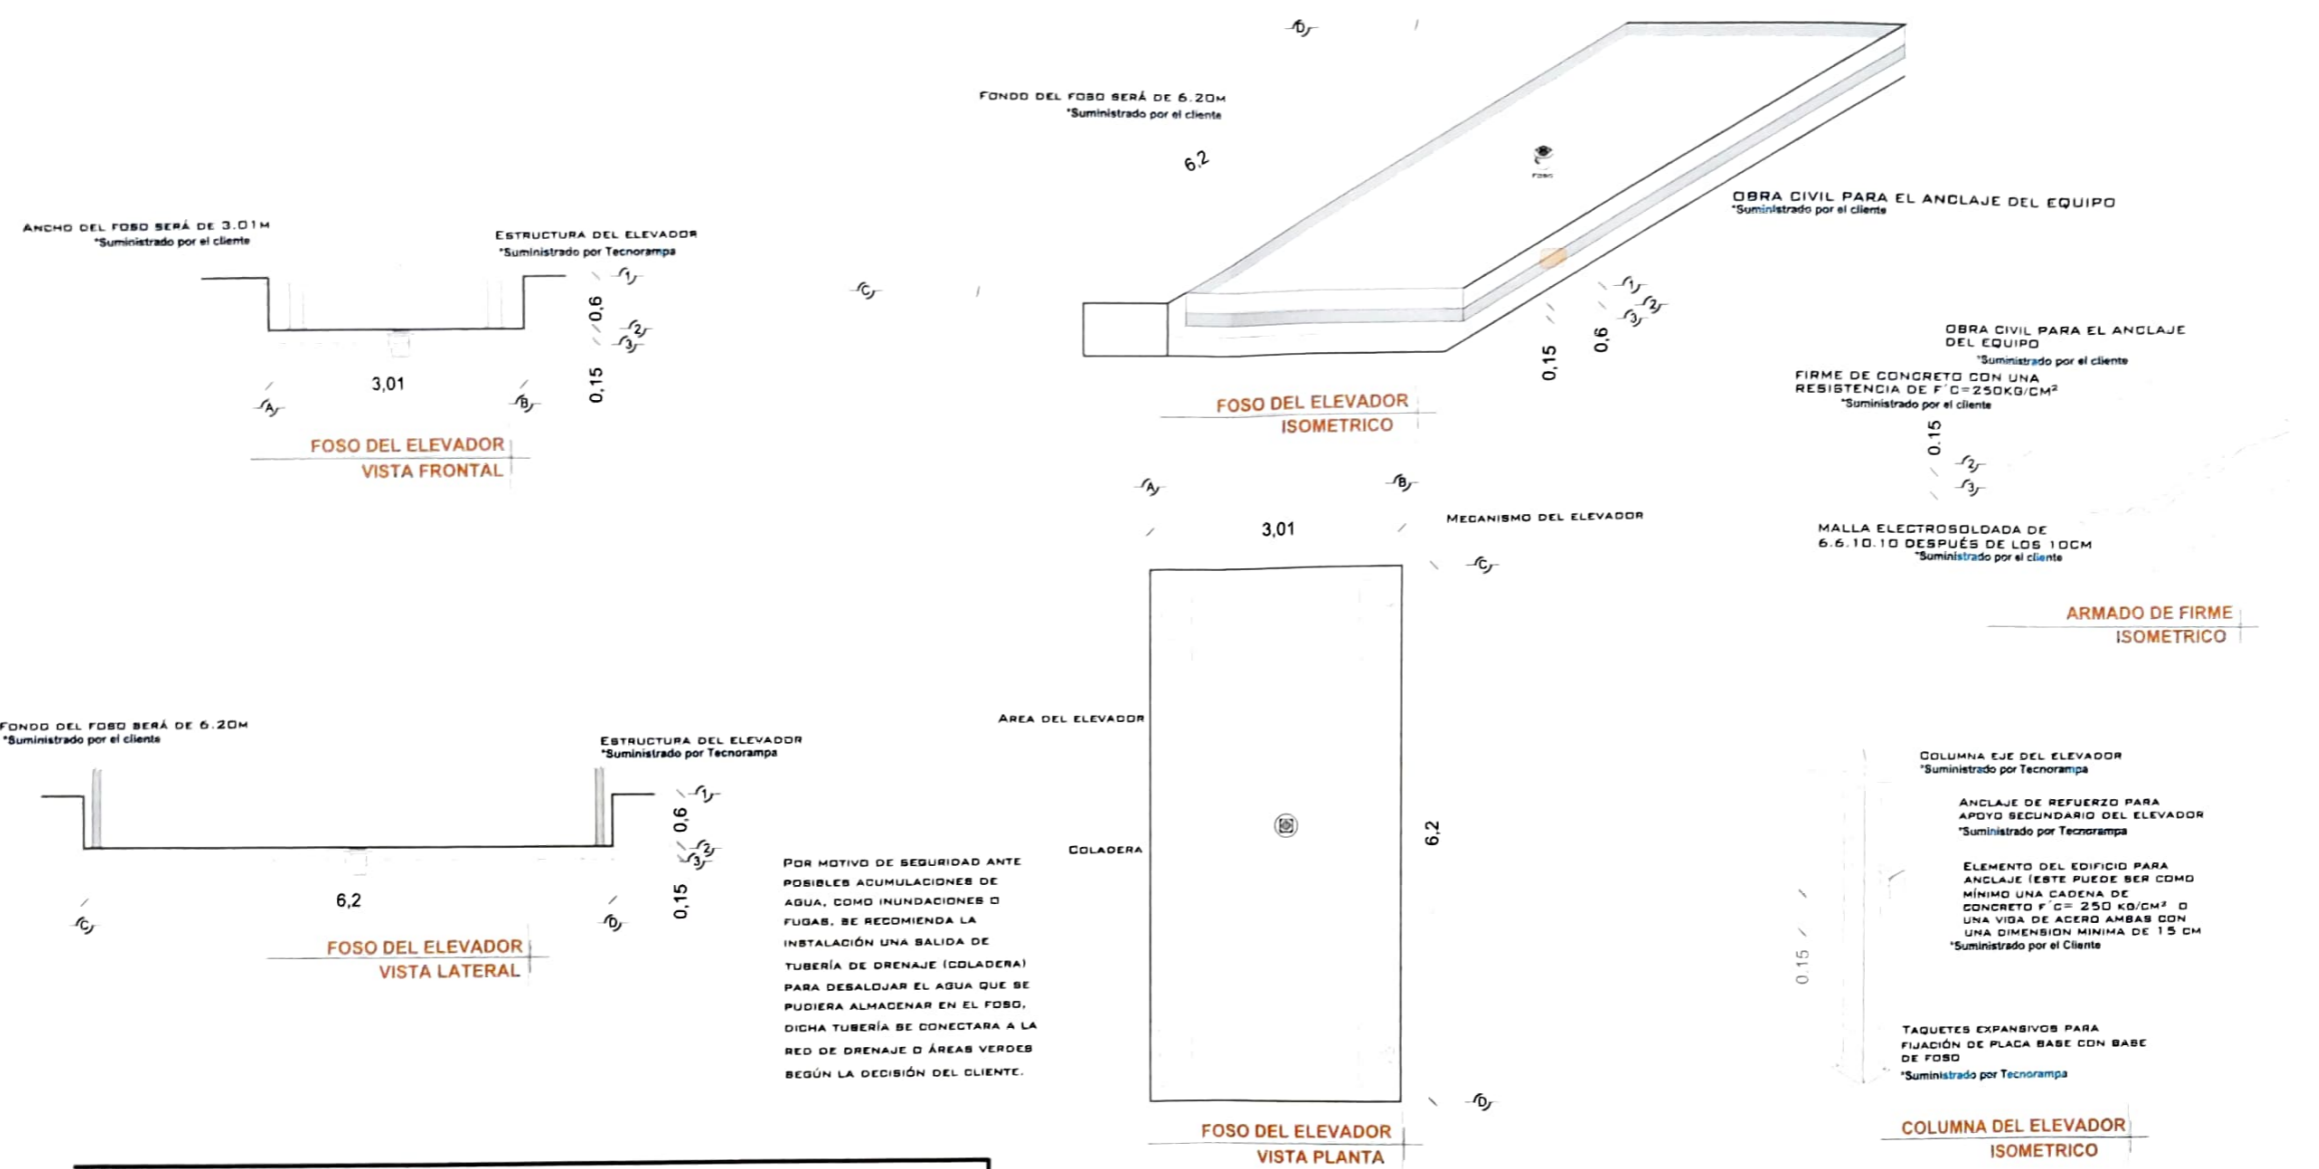 ANCHO DEL FOSO SERÁ DE 3.01M
*Suministrado por el cliente
ESTRUCTURA DEL ELEVADOR
*Suministrado por Tecnorampa
1
0,6
2
3
0,15
3,01
A
B
FOSO DEL ELEVADOR
VISTA FRONTAL
D
FONDO DEL FOSO SERÁ DE 6.20M
*Suministrado por el cliente
6,2
C
FOSO
OBRA CIVIL PARA EL ANCLAJE DEL EQUIPO
*Suministrado por el cliente
1
2
3
0,15
0,6
FOSO DEL ELEVADOR
ISOMETRICO
OBRA CIVIL PARA EL ANCLAJE
DEL EQUIPO
*Suministrado por el cliente
FIRME DE CONCRETO CON UNA
RESISTENCIA DE F´C=250KG/CM²
*Suministrado por el cliente
0.15
2
3
MALLA ELECTROSOLDADA DE
6.6.10.10 DESPUÉS DE LOS 10CM
*Suministrado por el cliente
ARMADO DE FIRME
ISOMETRICO
FONDO DEL FOSO SERÁ DE 6.20M
*Suministrado por el cliente
ESTRUCTURA DEL ELEVADOR
*Suministrado por Tecnorampa
1
0,6
2
3
0,15
6,2
C
D
FOSO DEL ELEVADOR
VISTA LATERAL
POR MOTIVO DE SEGURIDAD ANTE
POSIBLES ACUMULACIONES DE
AGUA, COMO INUNDACIONES O
FUGAS, SE RECOMIENDA LA
INSTALACIÓN UNA SALIDA DE
TUBERÍA DE DRENAJE (COLADERA)
PARA DESALOJAR EL AGUA QUE SE
PUDIERA ALMACENAR EN EL FOSO,
DICHA TUBERÍA SE CONECTARA A LA
RED DE DRENAJE O ÁREAS VERDES
SEGÚN LA DECISIÓN DEL CLIENTE.
A
B
3,01
MECANISMO DEL ELEVADOR
C
AREA DEL ELEVADOR
COLADERA
6,2
D
FOSO DEL ELEVADOR
VISTA PLANTA
COLUMNA EJE DEL ELEVADOR
*Suministrado por Tecnorampa
ANCLAJE DE REFUERZO PARA
APOYO SECUNDARIO DEL ELEVADOR
*Suministrado por Tecnorampa
ELEMENTO DEL EDIFICIO PARA
ANCLAJE (ESTE PUEDE SER COMO
MÍNIMO UNA CADENA DE
CONCRETO F´C= 250 KG/CM² O
UNA VIGA DE ACERO AMBAS CON
UNA DIMENSION MINIMA DE 15 CM
*Suministrado por el Cliente
0.15
TAQUETES EXPANSIVOS PARA
FIJACIÓN DE PLACA BASE CON BASE
DE FOSO
*Suministrado por Tecnorampa
COLUMNA DEL ELEVADOR
ISOMETRICO